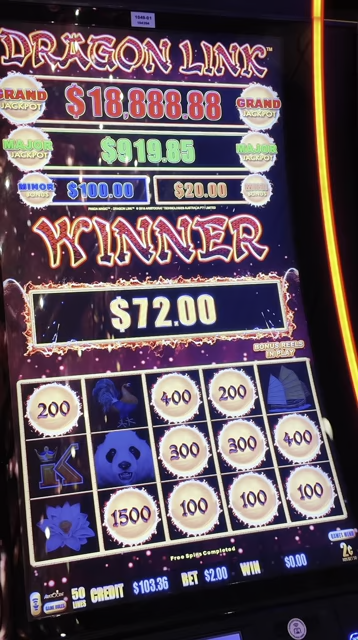 DRAGON LINK™
GRAND JACKPOT $18,888.88 GRAND JACKPOT
MAJOR JACKPOT $919.85 MAJOR JACKPOT
MINOR BONUS $100.00 $20.00
WINNER
$72.00
BONUS REELS IN PLAY
200 400 200
K 300 300 400
1500 100 100 100
Free Spins Completed
50 LINES CREDIT $103.36 BET $2.00 WIN $0.00
2¢